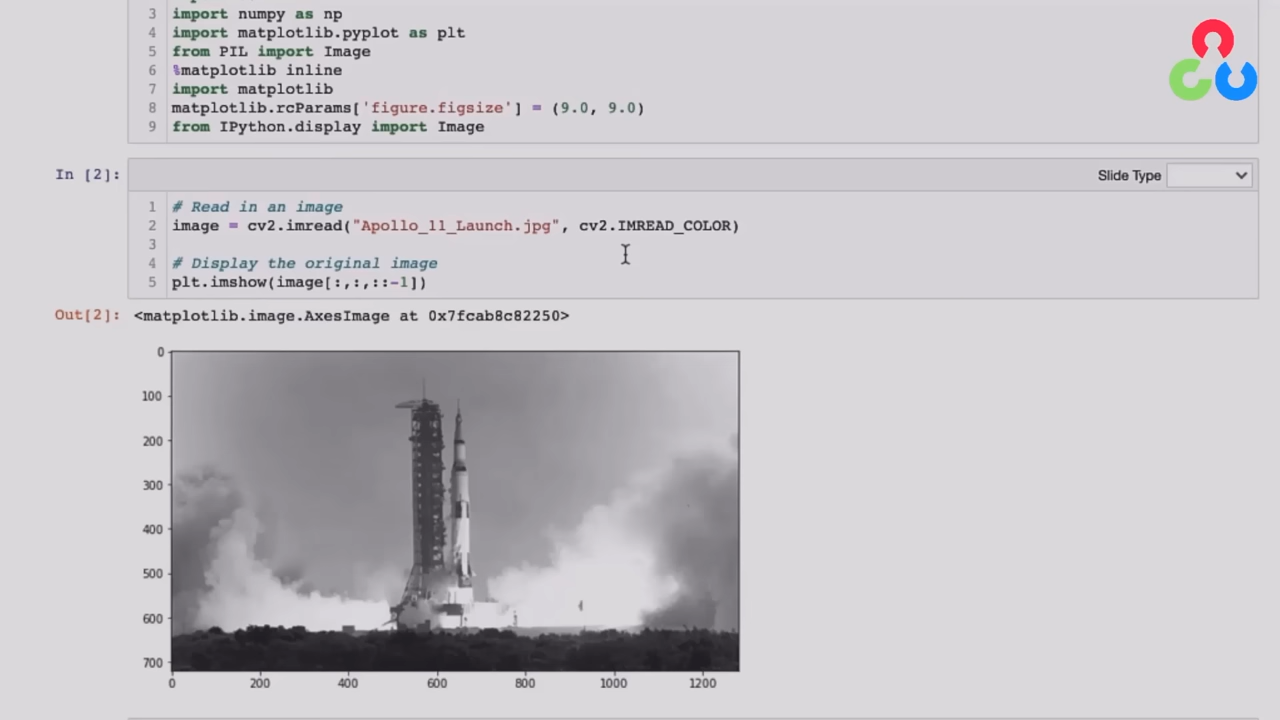 3 import numpy as np
4 import matplotlib.pyplot as plt
5 from PIL import Image
6 %matplotlib inline
7 import matplotlib
8 matplotlib.rcParams['figure.figsize'] = (9.0, 9.0)
9 from IPython.display import Image
In [2]:
Slide Type
1 # Read in an image
2 image = cv2.imread("Apollo_11_Launch.jpg", cv2.IMREAD_COLOR)
3
4 # Display the original image
5 plt.imshow(image[:,:,::-1])
Out[2]: <matplotlib.image.AxesImage at 0x7fcab8c82250>
0
100
200
300
400
500
600
700
0 200 400 600 800 1000 1200